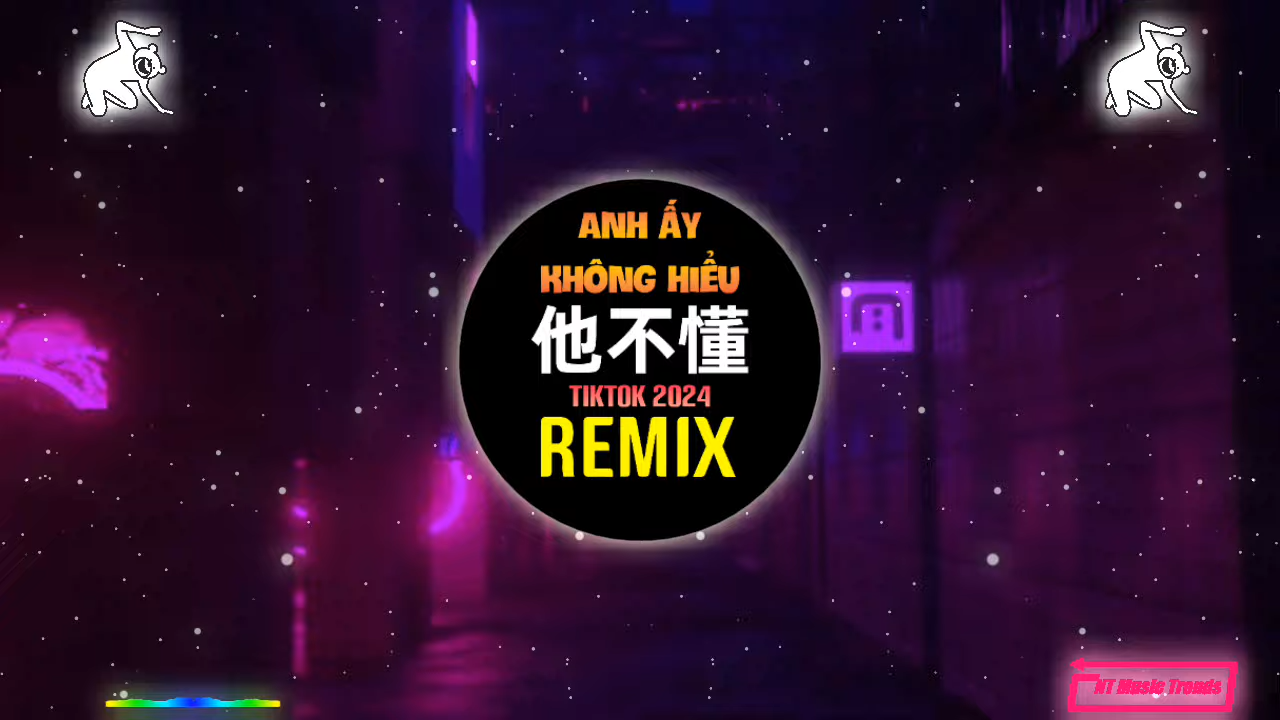 ANH ẤY
KHÔNG HIỂU
他不懂
TIKTOK 2024
REMIX
NT Music Trends